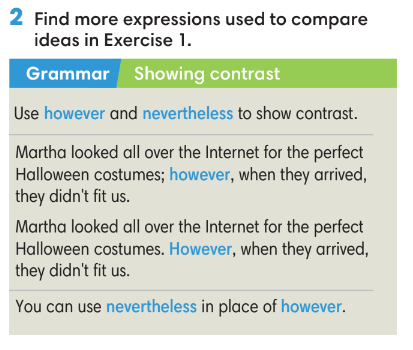 2 Find more expressions used to compare
ideas in Exercise 1.
Grammar Showing contrast
Use however and nevertheless to show contrast.
Martha looked all over the Internet for the perfect
Halloween costumes; however, when they arrived,
they didn't fit us.
Martha looked all over the Internet for the perfect
Halloween costumes. However, when they arrived,
they didn't fit us.
You can use nevertheless in place of however.